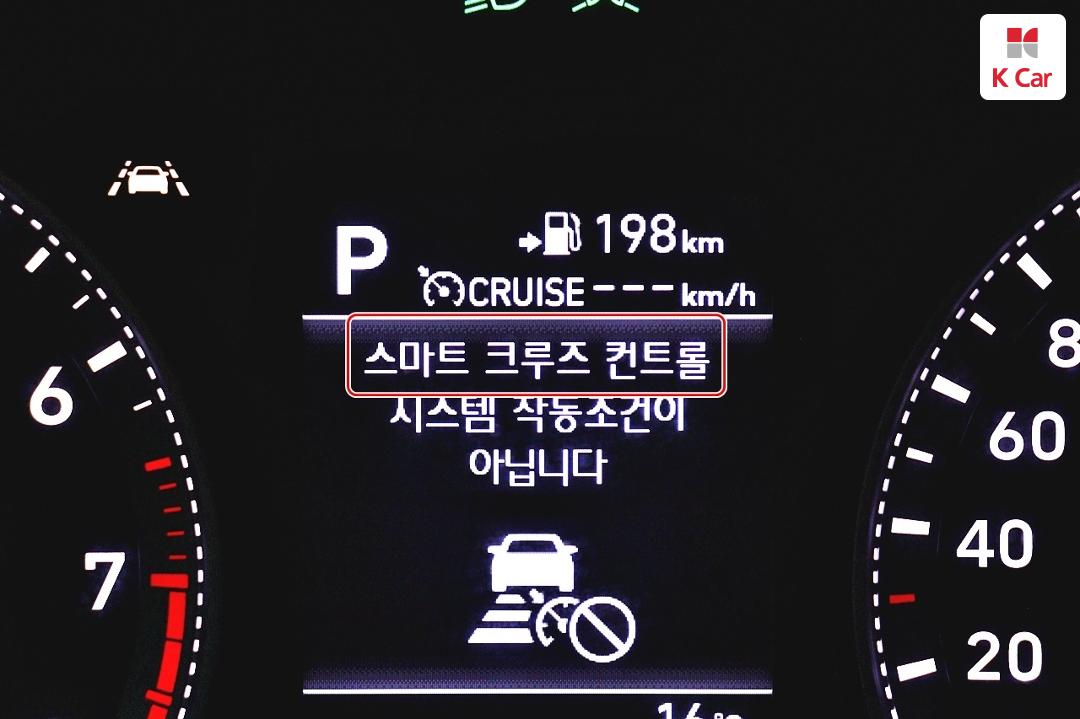 K Car
P
198km
CRUISE---km/h
스마트 크루즈 컨트롤
시스템 작동조건이
아닙니다
6
7
8
60
40
20